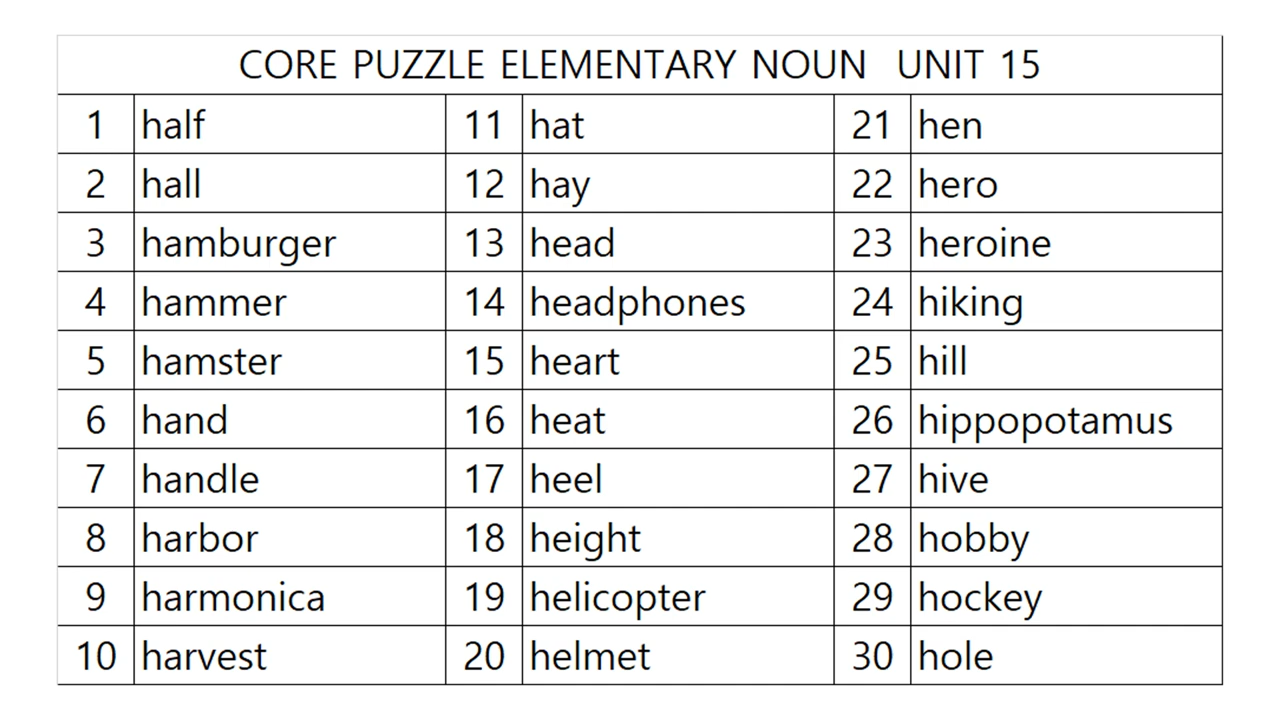 CORE PUZZLE ELEMENTARY NOUN  UNIT 15
1 half 11 hat 21 hen
2 hall 12 hay 22 hero
3 hamburger 13 head 23 heroine
4 hammer 14 headphones 24 hiking
5 hamster 15 heart 25 hill
6 hand 16 heat 26 hippopotamus
7 handle 17 heel 27 hive
8 harbor 18 height 28 hobby
9 harmonica 19 helicopter 29 hockey
10 harvest 20 helmet 30 hole